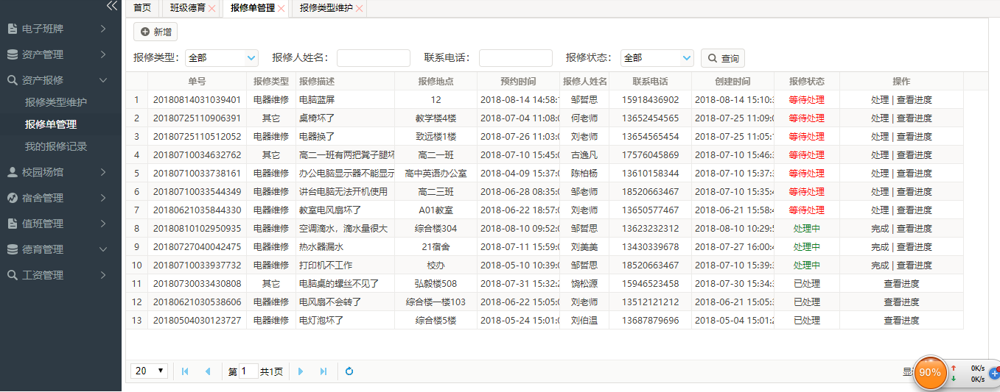 首页 班级德育 报修单管理 报修类型维护
电子班牌
资产管理
资产报修
报修类型维护
报修单管理
我的报修记录
校园场馆
宿舍管理
值班管理
德育管理
工资管理
新增
报修类型： 全部 报修人姓名： 联系电话： 报修状态： 全部 查询
单号 报修类型 报修描述 报修地点 预约时间 报修人姓名 联系电话 创建时间 报修状态 操作
1 20180814031039401 电器维修 电脑蓝屏 12 2018-08-14 14:58: 邹哲思 15918436902 2018-08-14 15:10: 等待处理 处理 | 查看进度
2 20180725110906391 其它 桌椅坏了 教学楼4楼 2018-07-04 11:08:0 何老师 13652454565 2018-07-25 11:09:0 等待处理 处理 | 查看进度
3 20180725110512052 电器维修 电器换了 致远楼1楼 2018-07-26 11:03:0 刘老师 13654565454 2018-07-25 11:05: 等待处理 处理 | 查看进度
4 20180710034632762 其它 高二一班有两把凳子腿坏 高二一班 2018-07-10 15:45:0 古逸凡 17576045869 2018-07-10 15:46: 等待处理 处理 | 查看进度
5 20180710033738161 电器维修 办公电脑显示器不能显示 高中英语办公室 2018-04-09 15:37:0 陈柏杨 13610158344 2018-07-10 15:37: 等待处理 处理 | 查看进度
6 20180710033544349 电器维修 讲台电脑无法开机使用 高二三班 2018-06-28 08:35:0 邹老师 18520663467 2018-07-10 15:35:4 等待处理 处理 | 查看进度
7 20180621035844330 电器维修 教室电风扇坏了 A01教室 2018-06-22 18:57:0 刘老师 13650577467 2018-06-21 15:58:4 等待处理 处理 | 查看进度
8 20180810102950935 电器维修 空调滴水，滴水量很大 综合楼304 2018-08-10 09:52:0 邹哲思 13623232312 2018-08-10 10:29: 处理中 完成 | 查看进度
9 20180727040042475 电器维修 热水器漏水 21宿舍 2018-07-11 15:59:0 刘美美 13430339678 2018-07-27 16:00:4 处理中 完成 | 查看进度
10 20180710033937732 电器维修 打印机不工作 校办 2018-05-10 10:39:0 邹哲思 18520663467 2018-07-10 15:39: 处理中 完成 | 查看进度
11 20180730033430808 其它 电脑桌的螺丝不见了 弘毅楼508 2018-07-31 15:32:2 饶松源 15946523458 2018-07-30 15:34: 已处理 查看进度
12 20180621030538606 电器维修 电风扇不会转了 综合楼一楼103 2018-06-22 15:05:0 刘老师 13512121212 2018-06-21 15:05: 已处理 查看进度
13 20180504030123727 电器维修 电灯泡坏了 综合楼5楼 2018-05-24 15:01:0 刘伯温 13687879696 2018-05-04 15:01:2 已处理 查看进度
20 第 1 共1页 显
90%
0K/s
0K/s